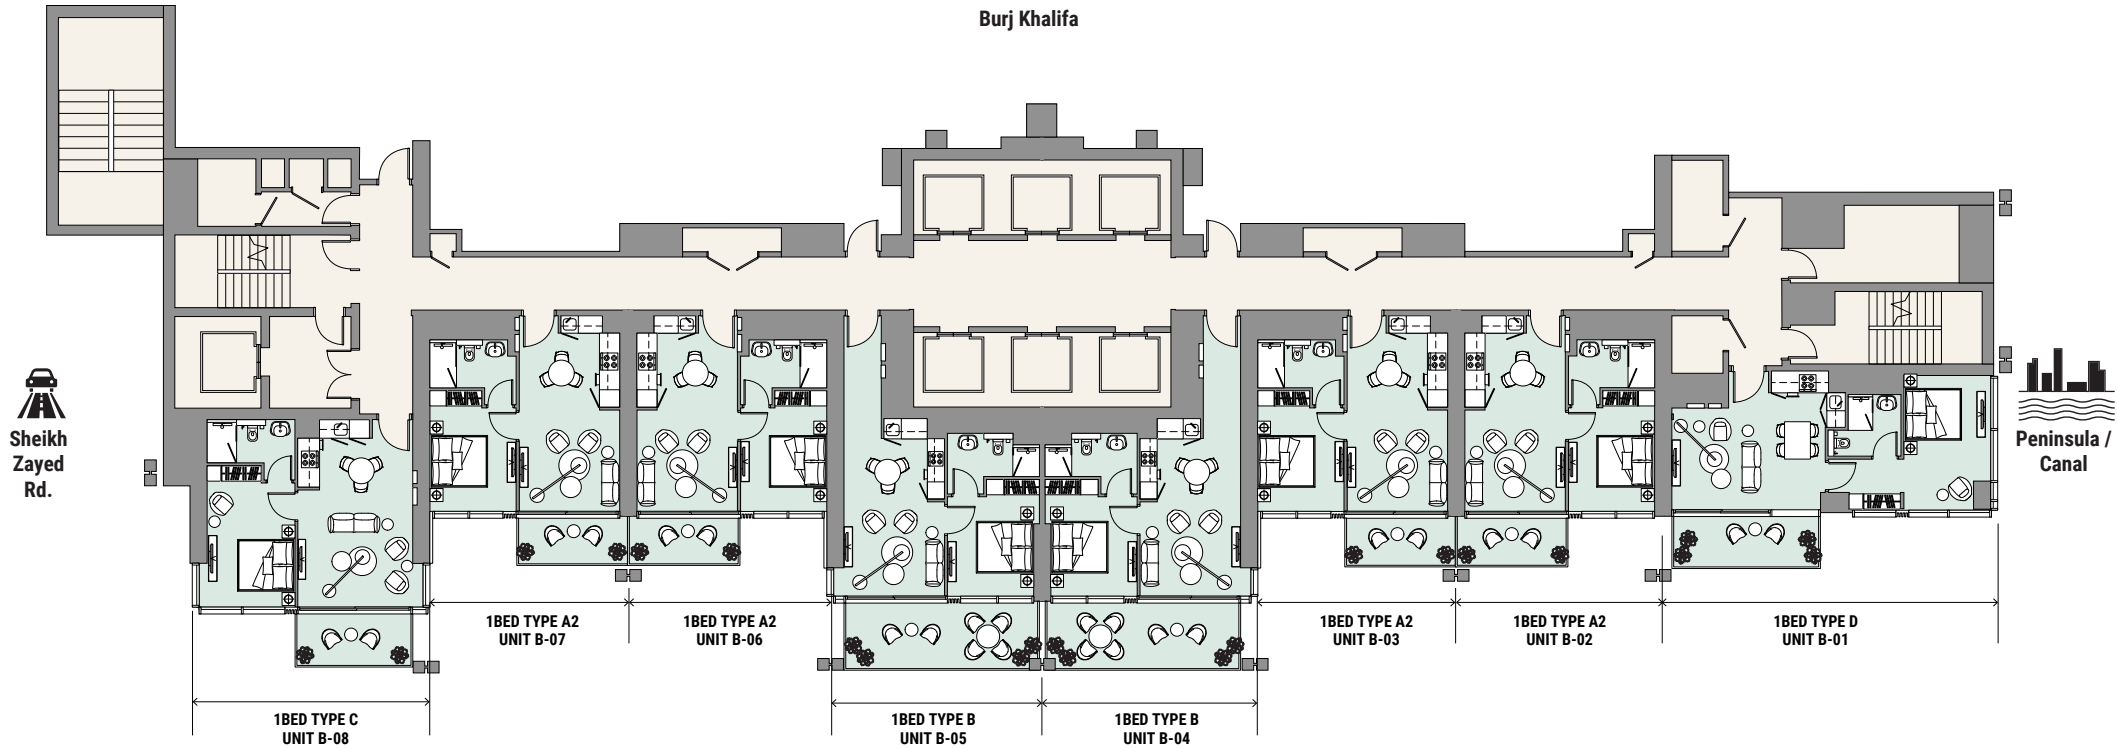 Burj Khalifa
Sheikh
Zayed
Rd.
Peninsula /
Canal
1BED TYPE A2
UNIT B-07
1BED TYPE A2
UNIT B-06
1BED TYPE A2
UNIT B-03
1BED TYPE A2
UNIT B-02
1BED TYPE D
UNIT B-01
1BED TYPE C
UNIT B-08
1BED TYPE B
UNIT B-05
1BED TYPE B
UNIT B-04